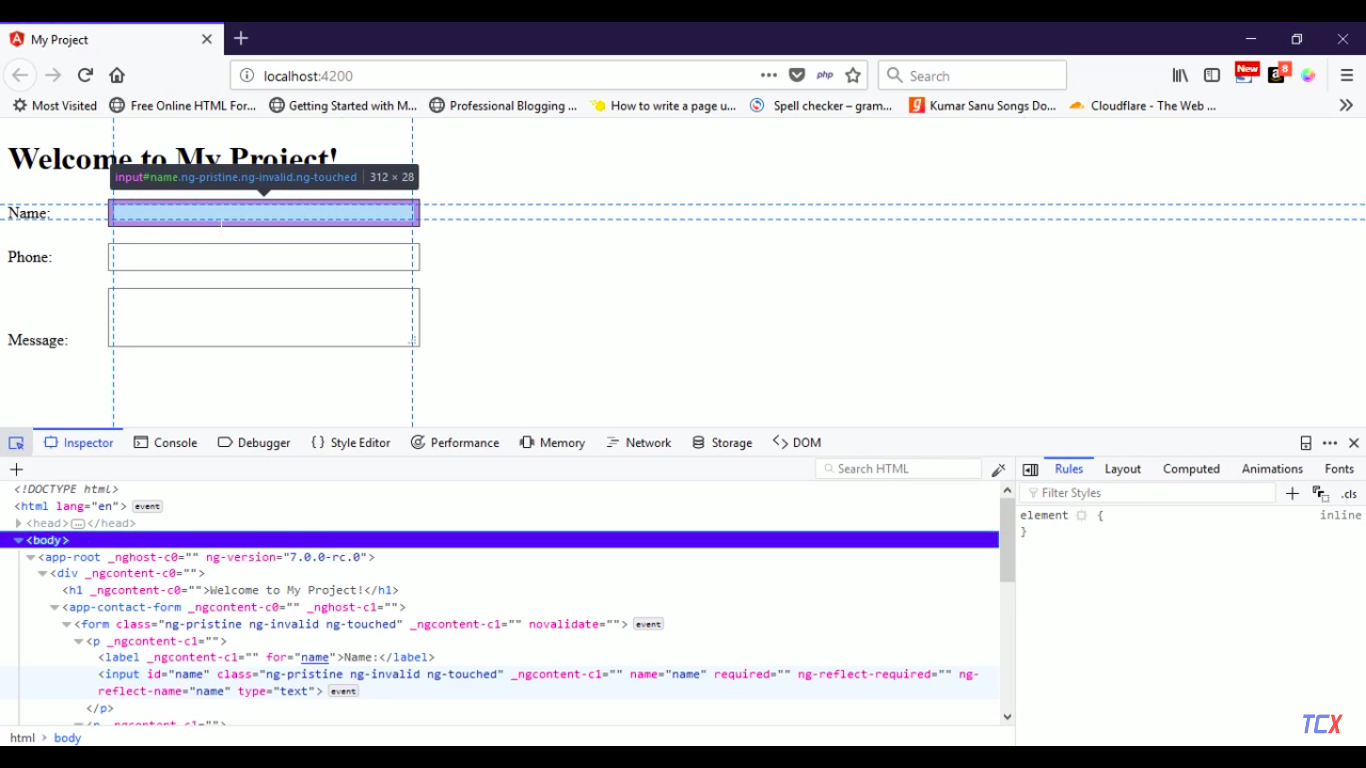 My Project
localhost:4200
php
Search
New
a
8
Most Visited
Free Online HTML For...
Getting Started with M...
Professional Blogging ...
How to write a page u...
Spell checker – gram...
g
Kumar Sanu Songs Do...
Cloudflare - The Web ...
Welcome to My Project!
input#name.ng-pristine.ng-invalid.ng-touched 312 × 28
Name:
Phone:
Message:
Inspector Console Debugger { } Style Editor Performance Memory Network Storage DOM
Search HTML
Rules Layout Computed Animations Fonts
Filter Styles
.cls
<!DOCTYPE html>
<html lang="en"> event
<head>…</head>
<body>
<app-root _nghost-c0="" ng-version="7.0.0-rc.0">
<div _ngcontent-c0="">
<h1 _ngcontent-c0="">Welcome to My Project!</h1>
<app-contact-form _ngcontent-c0="" _nghost-c1="">
<form class="ng-pristine ng-invalid ng-touched" _ngcontent-c1="" novalidate=""> event
<p _ngcontent-c1="">
<label _ngcontent-c1="" for="name">Name:</label>
<input id="name" class="ng-pristine ng-invalid ng-touched" _ngcontent-c1="" name="name" required="" ng-reflect-required="" ng-
reflect-name="name" type="text"> event
</p>
<p _ngcontent-c1="">
element {
inline
}
html > body
TCX